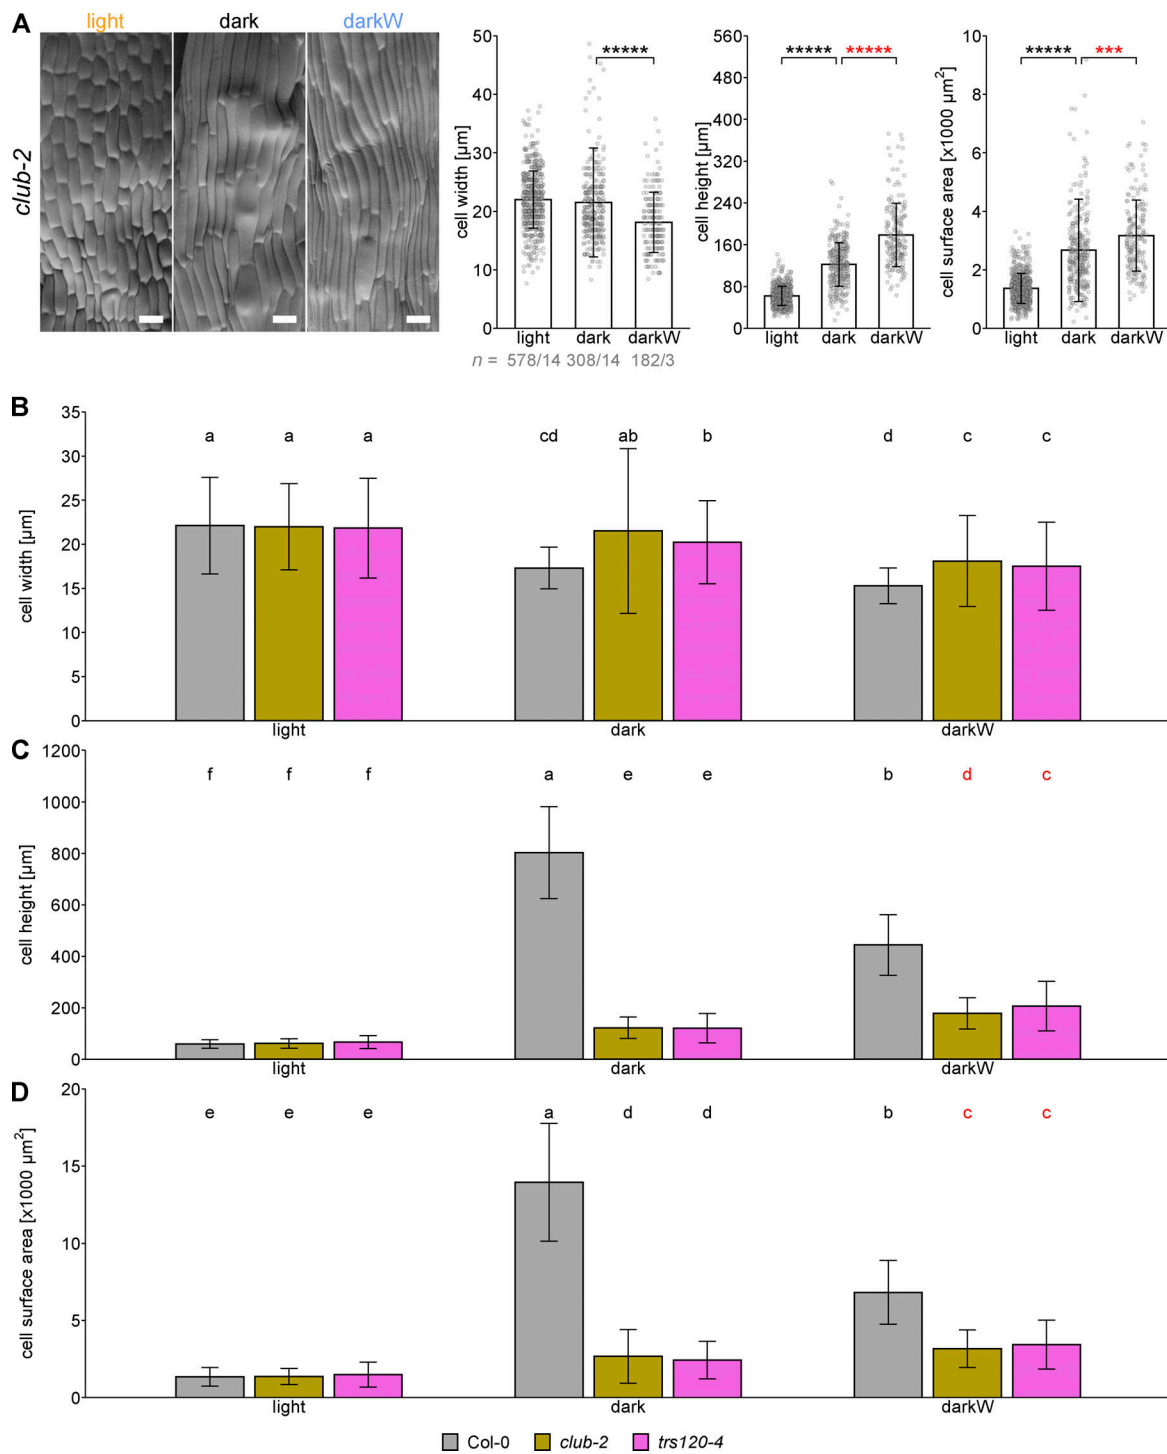 A
light dark darkW
club-2
cell width [µm]
50
40
30
20
10
0
*****
light dark darkW
n = 578/14 308/14 182/3
cell height [µm]
560
480
400
320
240
160
80
0
***** *****
light dark darkW
cell surface area [x1000 µm²]
10
8
6
4
2
0
***** ***
light dark darkW
B
cell width [µm]
35
30
25
20
15
10
5
0
a a a cd ab b d c c
light dark darkW
C
cell height [µm]
1200
1000
800
600
400
200
0
f f f a e e b d c
light dark darkW
D
cell surface area [x1000 µm²]
20
15
10
5
0
e e e a d d b c c
light dark darkW
Col-0 club-2 trs120-4